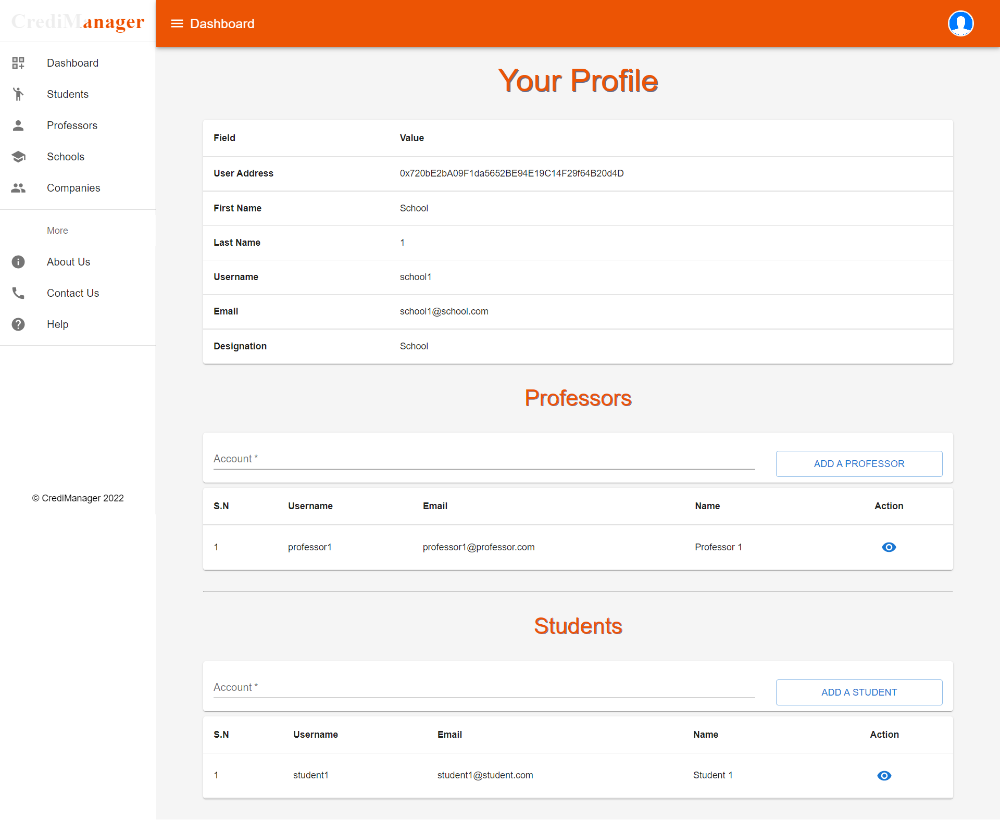 CrediManager
Dashboard
Dashboard
Students
Professors
Schools
Companies
More
About Us
Contact Us
Help
© CrediManager 2022
Your Profile
Field Value
User Address 0x720bE2bA09F1da5652BE94E19C14F29f64B20d4D
First Name School
Last Name 1
Username school1
Email school1@school.com
Designation School
Professors
Account *
ADD A PROFESSOR
S.N Username Email Name Action
1 professor1 professor1@professor.com Professor 1
Students
Account *
ADD A STUDENT
S.N Username Email Name Action
1 student1 student1@student.com Student 1